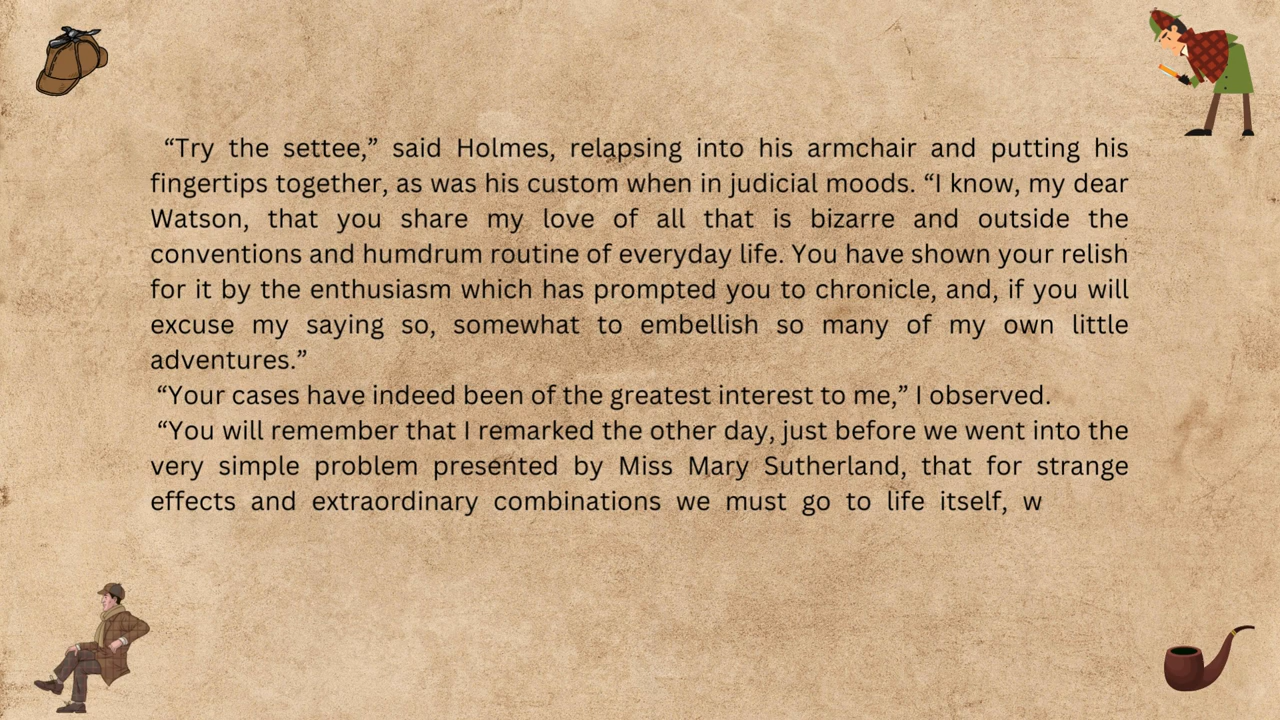 “Try the settee,” said Holmes, relapsing into his armchair and putting his
fingertips together, as was his custom when in judicial moods. “I know, my dear
Watson, that you share my love of all that is bizarre and outside the
conventions and humdrum routine of everyday life. You have shown your relish
for it by the enthusiasm which has prompted you to chronicle, and, if you will
excuse my saying so, somewhat to embellish so many of my own little
adventures.”
“Your cases have indeed been of the greatest interest to me,” I observed.
“You will remember that I remarked the other day, just before we went into the
very simple problem presented by Miss Mary Sutherland, that for strange
effects and extraordinary combinations we must go to life itself, w